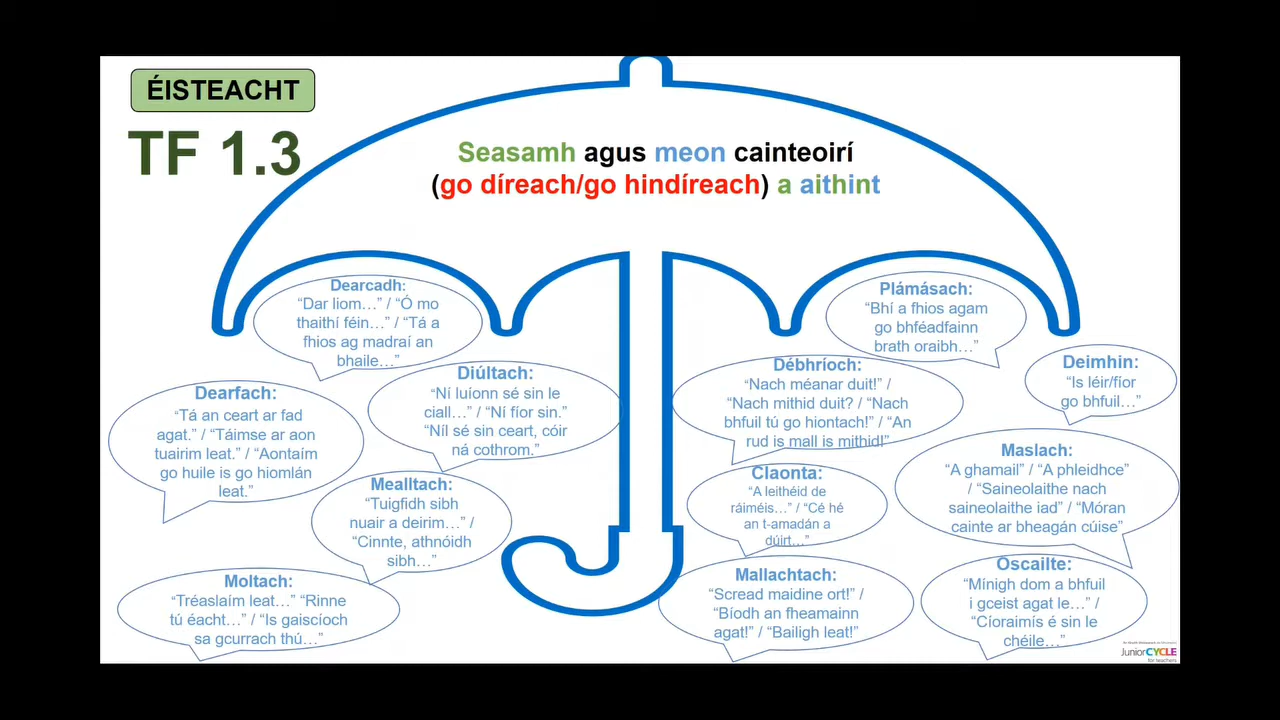 ÉISTEACHT
TF 1.3
Seasamh agus meon cainteoirí
(go díreach/go hindíreach) a aithint
Dearcadh:
“Dar liom…” / “Ó mo
thaithí féin…” / “Tá a
fhios ag madraí an
bhaile…”
Plámásach:
“Bhí a fhios agam
go bhféadfainn
brath oraibh…”
Diúltach:
“Ní luíonn sé sin le
ciall…” / “Ní fíor sin.”
“Níl sé sin ceart, cóir
ná cothrom.”
Débhríoch:
“Nach méanar duit!” /
“Nach mithid duit? / “Nach
bhfuil tú go hiontach!” / “An
rud is mall is mithid!”
Deimhin:
“Is léir/fíor
go bhfuil…”
Dearfach:
“Tá an ceart ar fad
agat.” / “Táimse ar aon
tuairim leat.” / “Aontaím
go huile is go hiomlán
leat.”
Mealltach:
“Tuigfidh sibh
nuair a deirim…” /
“Cinnte, athnóidh
sibh…”
Claonta:
“A leithéid de
ráiméis…” / “Cé hé
an t-amadán a
dúirt…”
Maslach:
“A ghamail” / “A phleidhce”
/ “Saineolaithe nach
saineolaithe iad” / “Móran
cainte ar bheagán cúise”
Moltach:
“Tréaslaím leat…” “Rinne
tú éacht…” / “Is gaiscíoch
sa gcurrach thú…”
Mallachtach:
“Scread maidine ort!” /
“Bíodh an fheamainn
agat!” / “Bailigh leat!”
Oscailte:
“Mínigh dom a bhfuil
i gceist agat le…” /
“Cíoraimís é sin le
chéile…”
JuniorCYCLE
for teachers